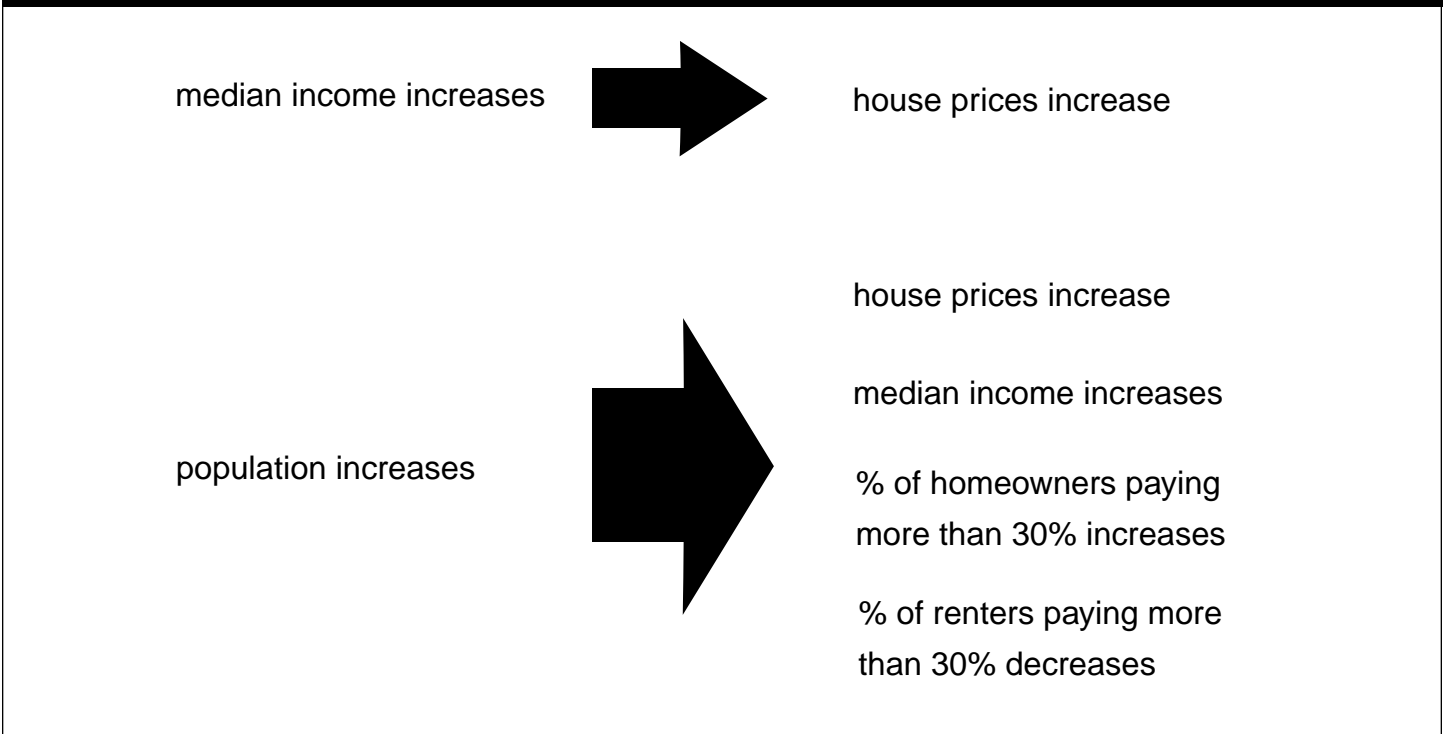 median income increases
house prices increase
house prices increase
median income increases
population increases
% of homeowners paying
more than 30% increases
% of renters paying more
than 30% decreases